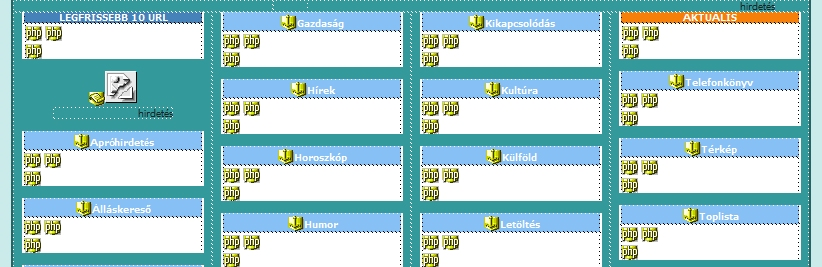 hirdetés
LEGFRISSEBB 10 URL
php php
php
hirdetés
Apróhirdetés
php php
php
Álláskereső
php php
php
Gazdaság
php php
php
Hírek
php php
php
Horoszkóp
php php
php
Humor
php php
php
Kikapcsolódás
php php
php
Kultúra
php php
php
Külföld
php php
php
Letöltés
php php
php
AKTUÁLIS
php php
php
Telefonkönyv
php php
php
Térkép
php php
php
Toplista
php php
php